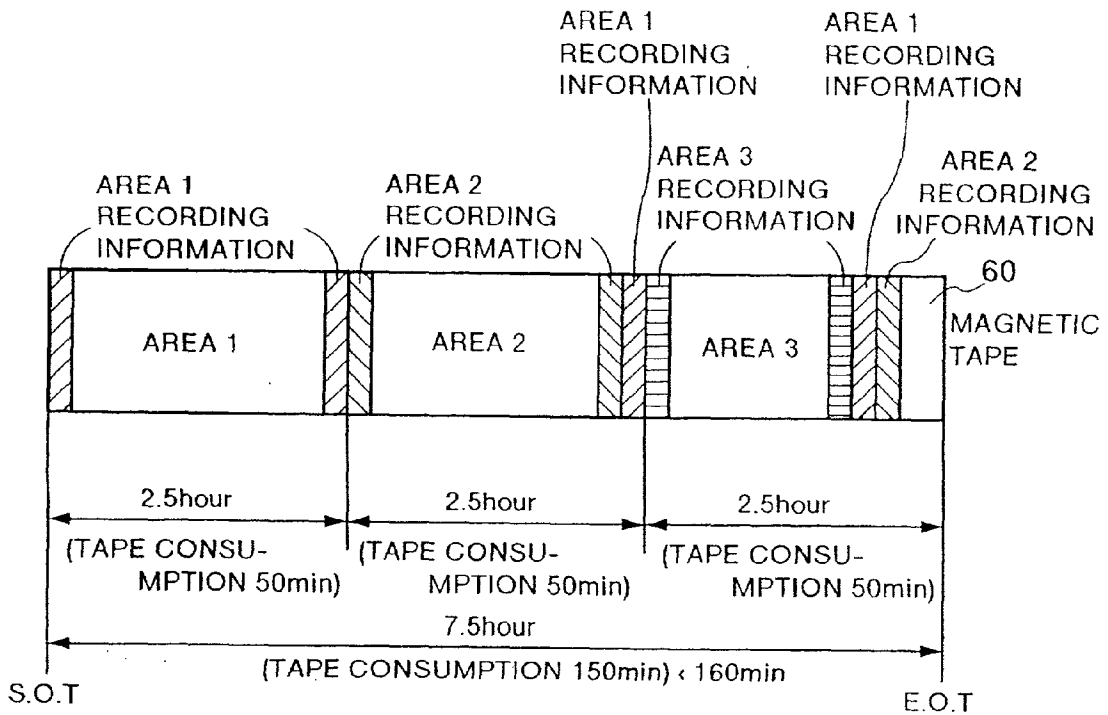 AREA 1
RECORDING
INFORMATION
AREA 1
RECORDING
INFORMATION
AREA 3
RECORDING
INFORMATION
AREA 2
RECORDING
INFORMATION
AREA 1
RECORDING
INFORMATION
AREA 2
RECORDING
INFORMATION
60
MAGNETIC
TAPE
AREA 1
AREA 2
AREA 3
2.5hour
2.5hour
2.5hour
(TAPE CONSU-
MPTION 50min)
(TAPE CONSU-
MPTION 50min)
(TAPE CONSU-
MPTION 50min)
7.5hour
(TAPE CONSUMPTION 150min) < 160min
S.O.T
E.O.T